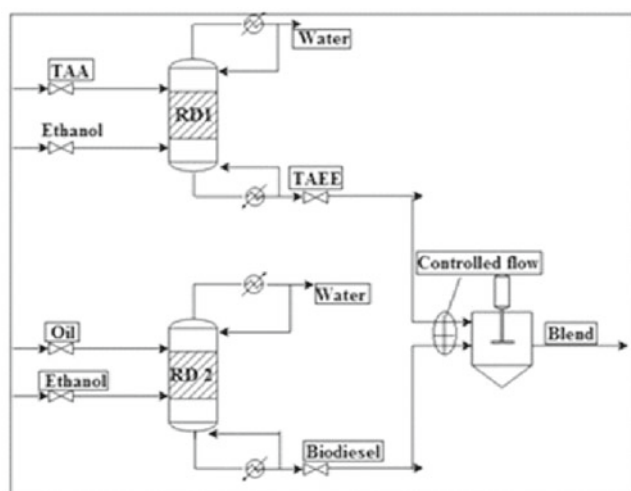 Water
TAA
RD1
Ethanol
TAEE
Controlled flow
Water
Oil
Blend
RD 2
Ethanol
Biodiesel